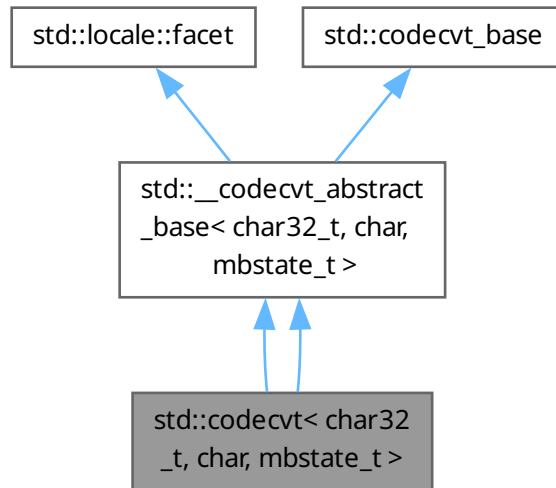 std::locale::facet
std::codecvt_base
std::__codecvt_abstract
_base< char32_t, char,
mbstate_t >
std::codecvt< char32
_t, char, mbstate_t >